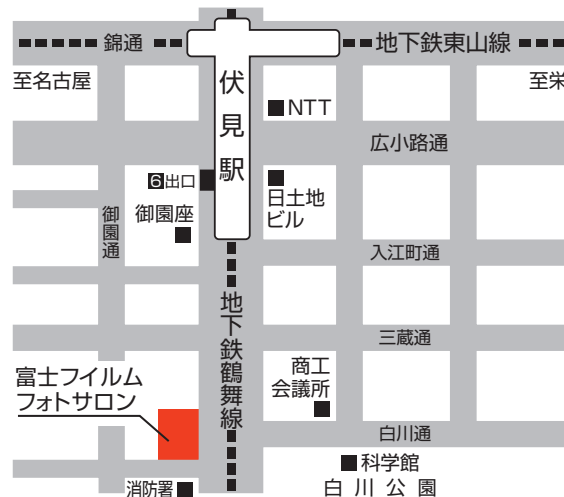 錦通
地下鉄東山線
至名古屋
至栄
伏見駅
■NTT
広小路通
6出口
日土地
ビル
御園座
御園通
入江町通
地下鉄鶴舞線
三蔵通
商工
会議所
富士フイルム
フォトサロン
白川通
■科学館
白川公園
消防署■